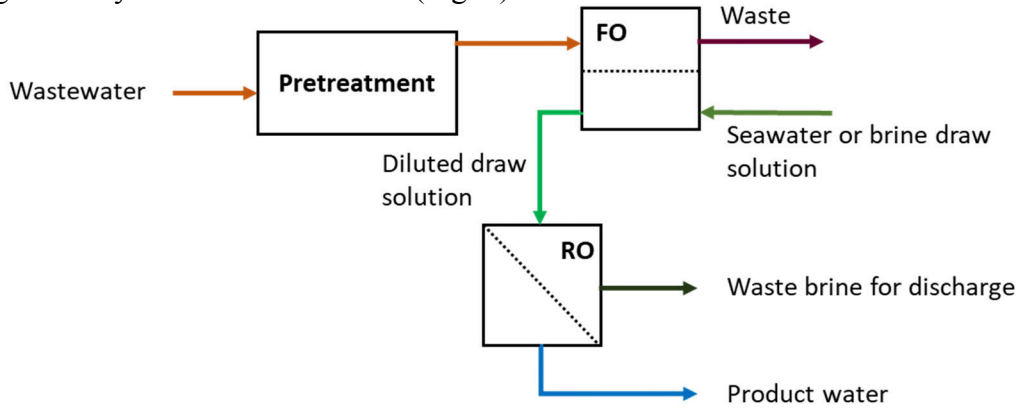 Waste
FO
Pretreatment
Wastewater
Seawater or brine draw
solution
Diluted draw
solution
RO
Waste brine for discharge
Product water